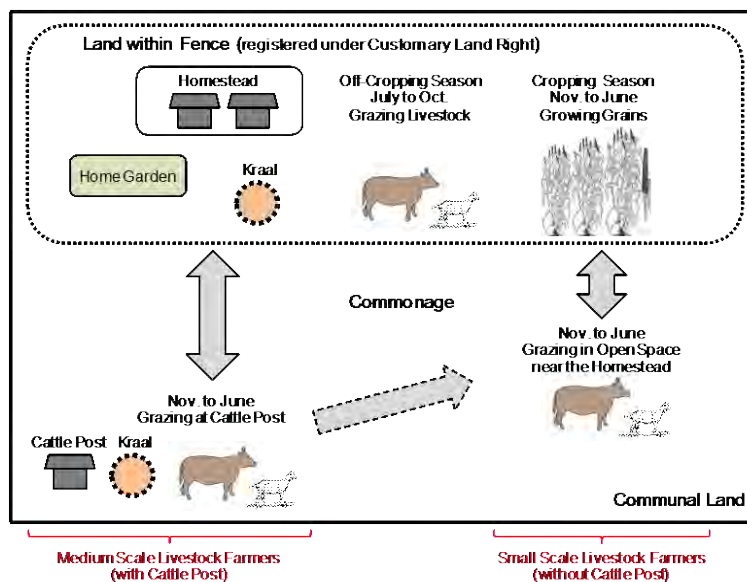 Land within Fence (registered under Customary Land Right)
Homestead
Off-Cropping Season
July to Oct.
Grazing Livestock
Cropping Season
Nov. to June
Growing Grains
Home Garden
Kraal
Commonage
Nov. to June
Grazing in Open Space
near the Homestead
Nov. to June
Grazing at Cattle Post
Cattle Post
Kraal
Communal Land
Medium Scale Livestock Farmers
(with Cattle Post)
Small Scale Livestock Farmers
(without Cattle Post)